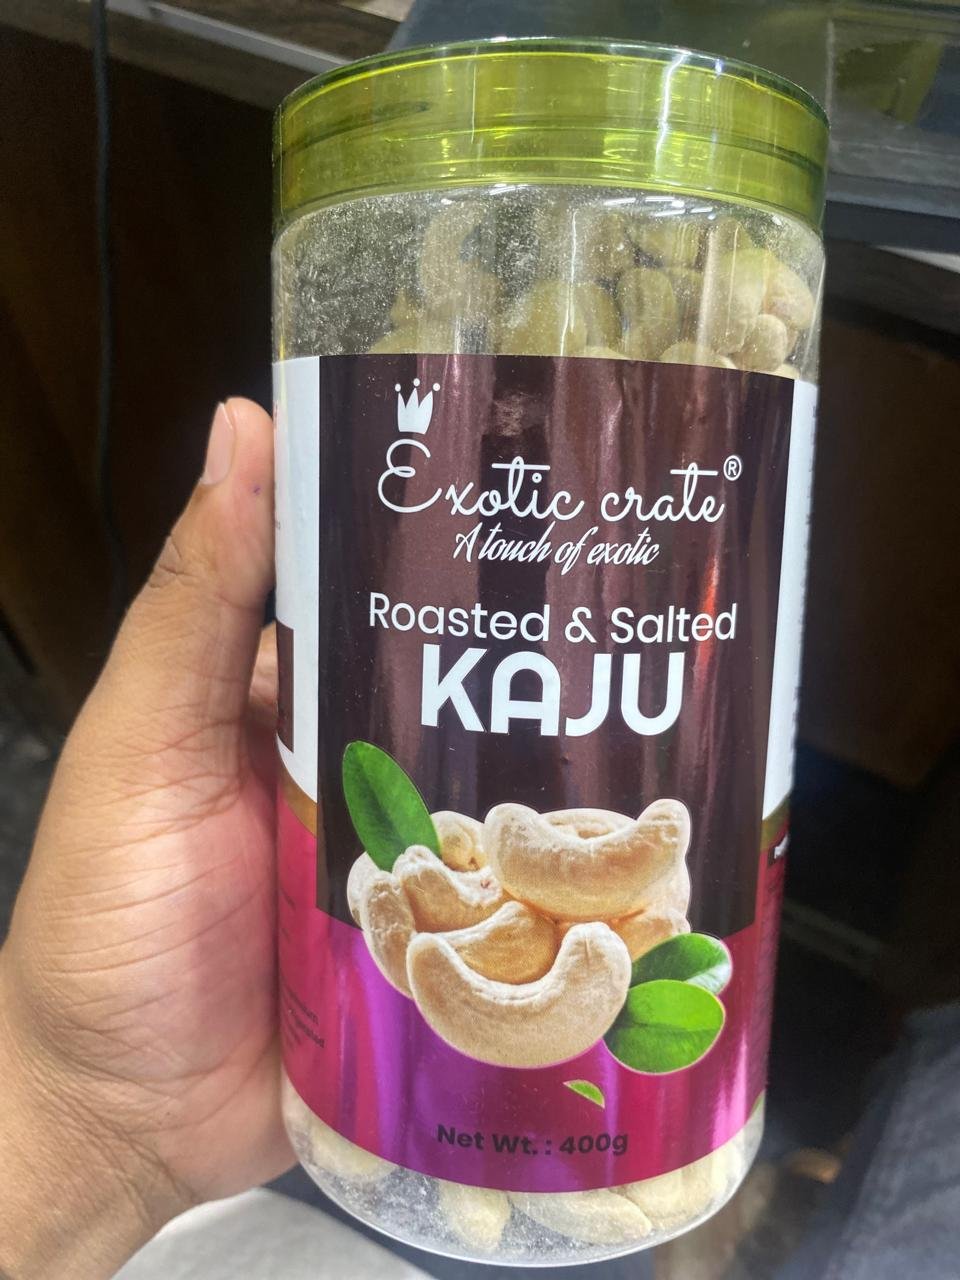 Exotic crate®
A touch of exotic
Roasted & Salted
KAJU
Net Wt. : 400g